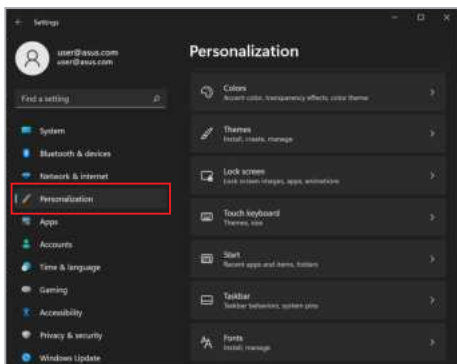 Settings
user@asus.com
user@asus.com
Find a setting
System
Bluetooth & devices
Network & internet
Personalization
Apps
Accounts
Time & language
Gaming
Accessibility
Privacy & security
Windows Update
Personalization
Colors
Accent color, transparency effects, color theme
Themes
Install, create, manage
Lock screen
Lock screen images, apps, animations
Touch keyboard
Themes, size
Start
Recent apps and items, folders
Taskbar
Taskbar behaviors, system pins
Fonts
Install, manage